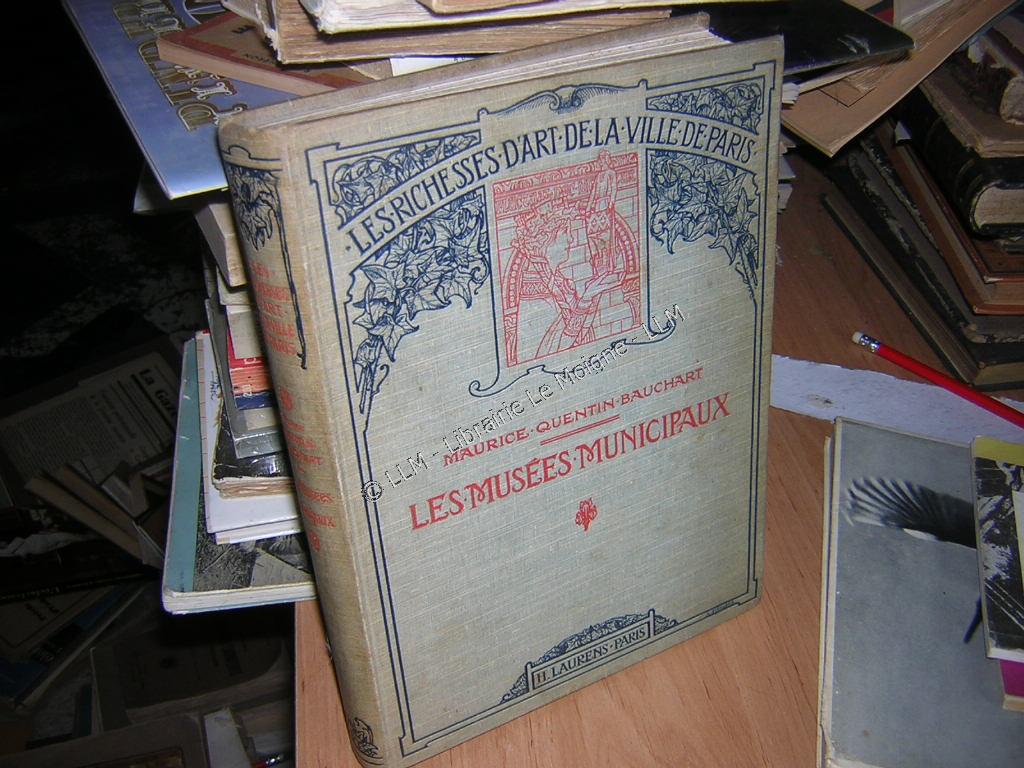 ·LES·RICHESSES·D'ART·DE·LA·VILLE·DE·PARIS·
© LLM - Librairie Le Moigne - LLM
MAURICE·QUENTIN·BAUCHART
LES·MUSÉES·MUNICIPAUX
H. LAURENS·PARIS